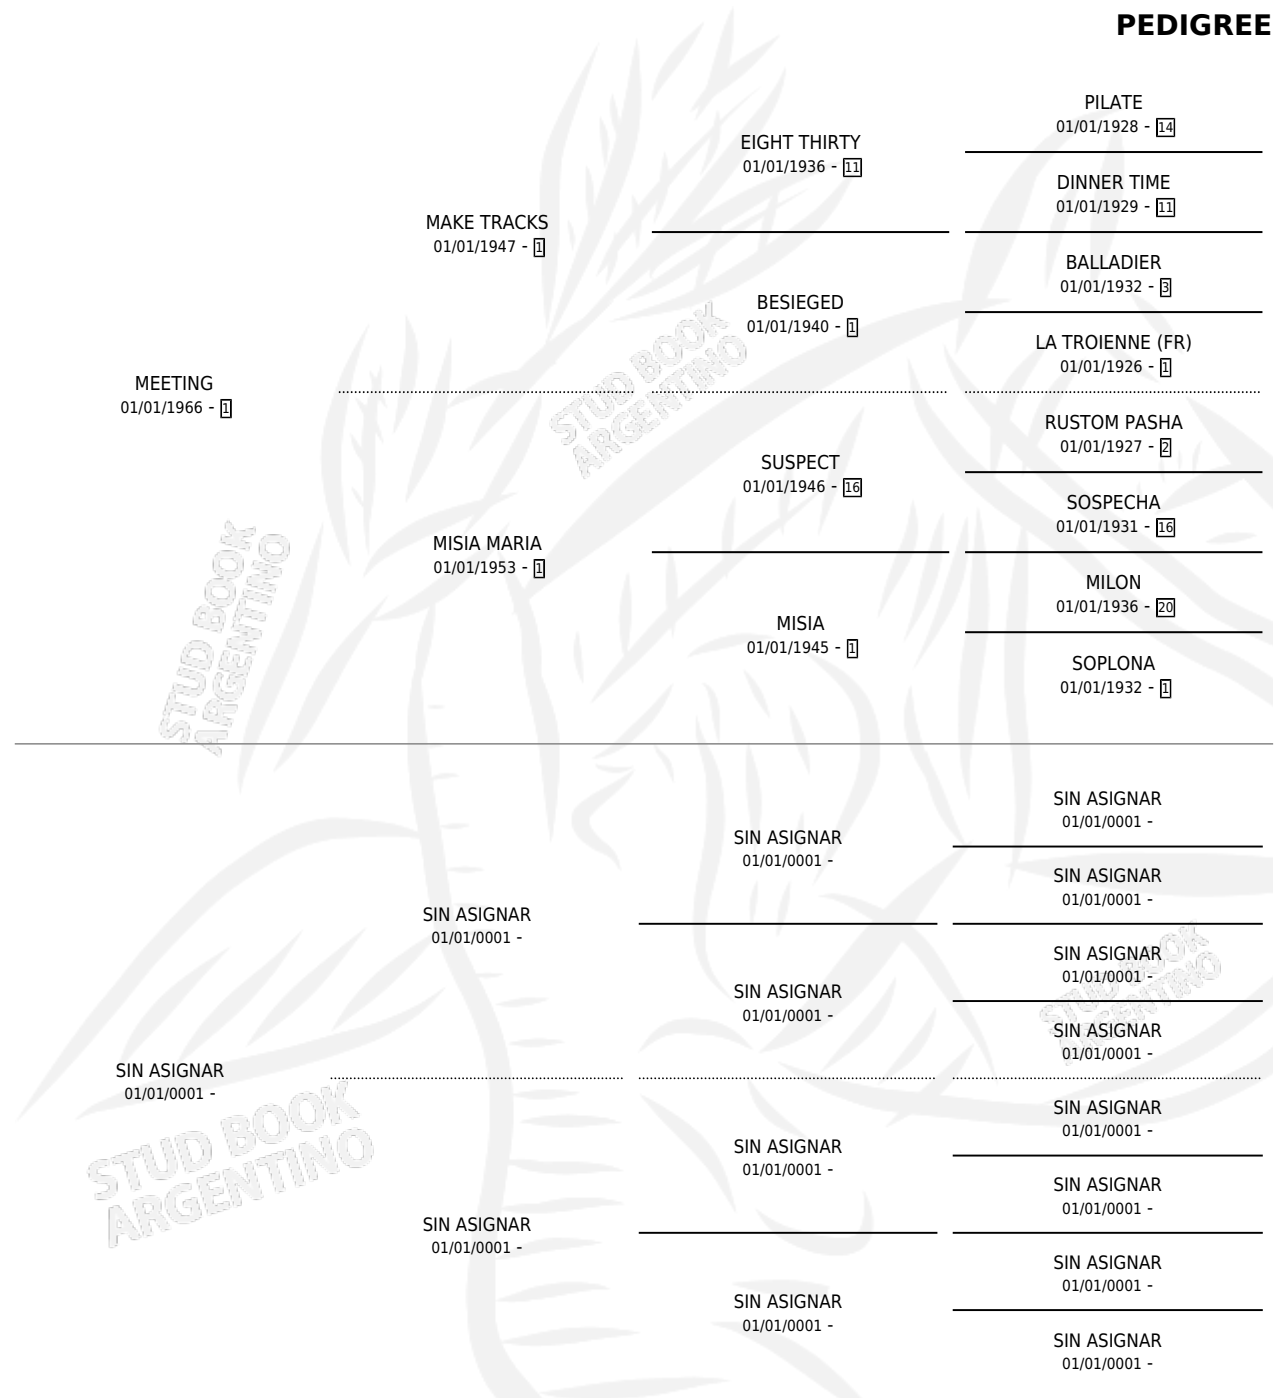 PEDIGREE
PILATE
01/01/1928 - 14
EIGHT THIRTY
01/01/1936 - 11
DINNER TIME
01/01/1929 - 11
MAKE TRACKS
01/01/1947 - 1
BALLADIER
01/01/1932 - 3
BESIEGED
01/01/1940 - 1
LA TROIENNE (FR)
01/01/1926 - 1
MEETING
01/01/1966 - 1
RUSTOM PASHA
01/01/1927 - 2
SUSPECT
01/01/1946 - 16
SOSPECHA
01/01/1931 - 16
MISIA MARIA
01/01/1953 - 1
MILON
01/01/1936 - 20
MISIA
01/01/1945 - 1
SOPLONA
01/01/1932 - 1
STUD BOOK
ARGENTINO
STUD BOOK
ARGENTINO
SIN ASIGNAR
01/01/0001 -
SIN ASIGNAR
01/01/0001 -
SIN ASIGNAR
01/01/0001 -
SIN ASIGNAR
01/01/0001 -
SIN ASIGNAR
01/01/0001 -
SIN ASIGNAR
01/01/0001 -
SIN ASIGNAR
01/01/0001 -
SIN ASIGNAR
01/01/0001 -
SIN ASIGNAR
01/01/0001 -
SIN ASIGNAR
01/01/0001 -
SIN ASIGNAR
01/01/0001 -
SIN ASIGNAR
01/01/0001 -
SIN ASIGNAR
01/01/0001 -
SIN ASIGNAR
01/01/0001 -
SIN ASIGNAR
01/01/0001 -
STUD BOOK
ARGENTINO
STUD BOOK
ARGENTINO